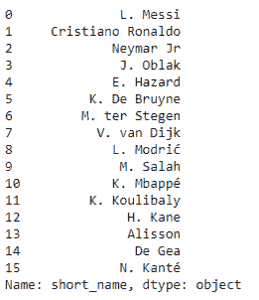 0 L. Messi
1 Cristiano Ronaldo
2 Neymar Jr
3 J. Oblak
4 E. Hazard
5 K. De Bruyne
6 M. ter Stegen
7 V. van Dijk
8 L. Modrić
9 M. Salah
10 K. Mbappé
11 K. Koulibaly
12 H. Kane
13 Alisson
14 De Gea
15 N. Kanté
Name: short_name, dtype: object